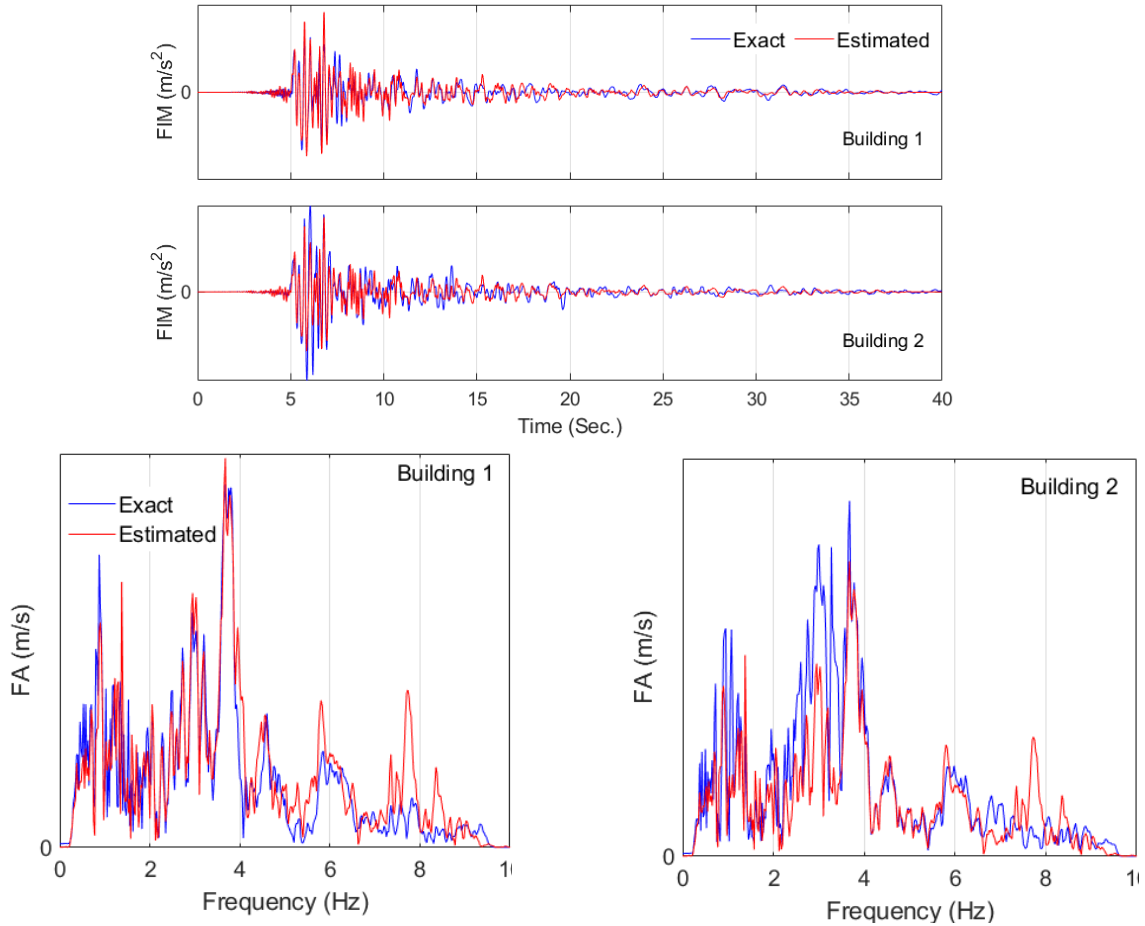 Exact Estimated
FIM (m/s²)
0
Building 1
FIM (m/s²)
0
Building 2
0 5 10 15 20 25 30 35 40
Time (Sec.)
Building 1
Exact
Estimated
FA (m/s)
0
0 2 4 6 8 10
Frequency (Hz)
Building 2
FA (m/s)
0
0 2 4 6 8 10
Frequency (Hz)